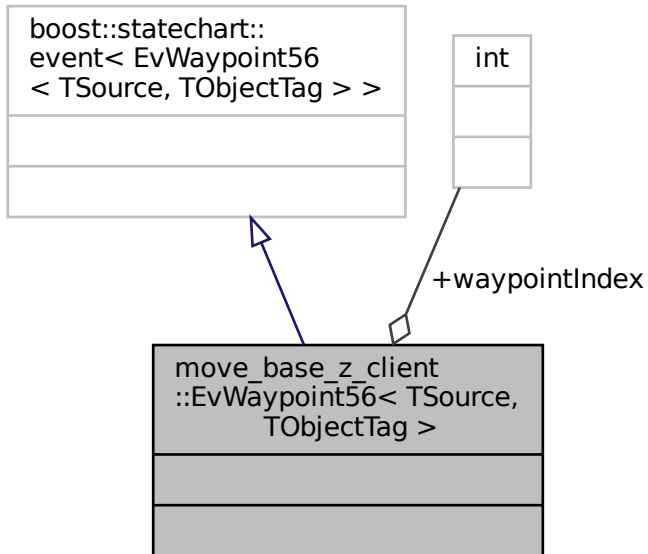 boost::statechart::
event< EvWaypoint56
< TSource, TObjectTag > >
int
+waypointIndex
move_base_z_client
::EvWaypoint56< TSource,
TObjectTag >